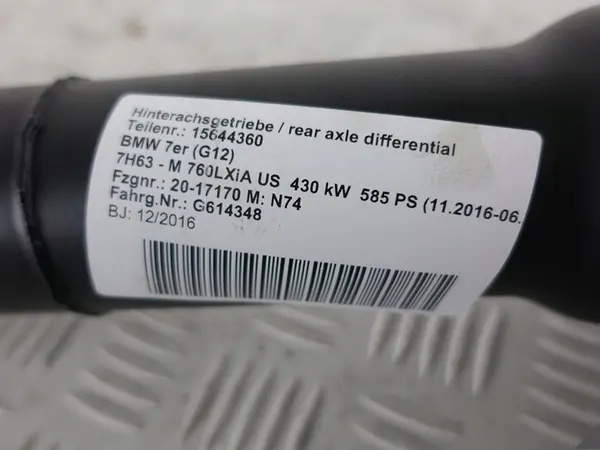 Hinterachsgetriebe / rear axle differential
Teilenr.: 15644360
BMW 7er (G12)
7H63 - M 760LXiA US 430 kW 585 PS (11.2016-06.
Fzgnr.: 20-17170 M: N74
Fahrg.Nr.: G614348
BJ: 12/2016